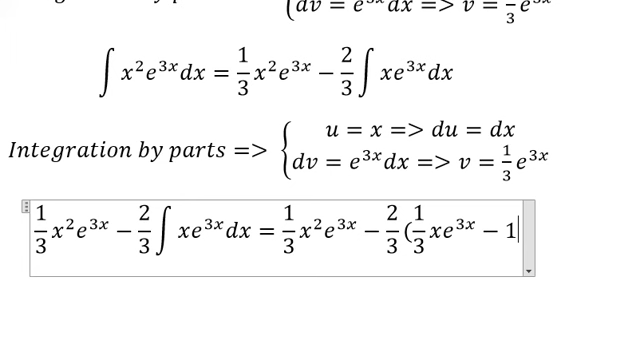 (dv = e^{3x}dx => v = 1/3 e^{3x}
∫ x²e^{3x}dx = 1/3 x²e^{3x} − 2/3 ∫ xe^{3x}dx
Integration by parts => { u = x => du = dx
dv = e^{3x}dx => v = 1/3 e^{3x}
1/3 x²e^{3x} − 2/3 ∫ xe^{3x}dx = 1/3 x²e^{3x} − 2/3 (1/3 xe^{3x} − 1